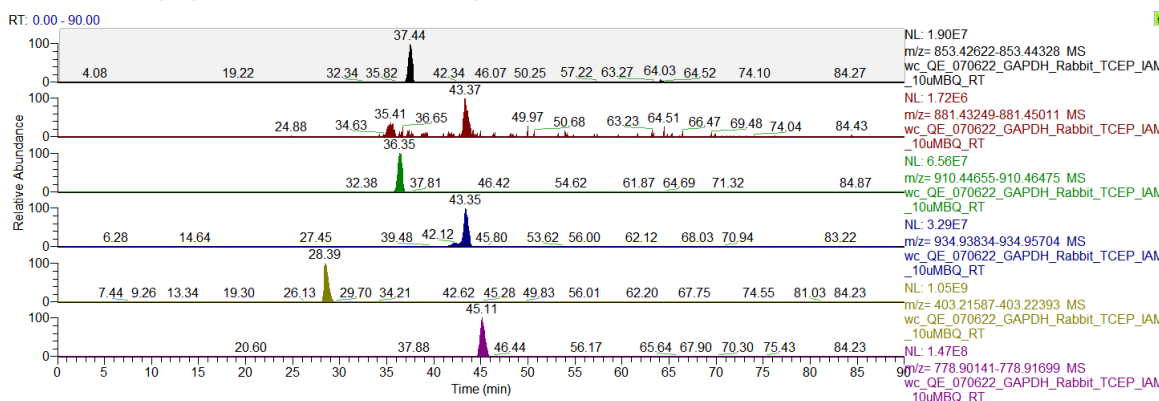 RT: 0.00 - 90.00
37.44
NL: 1.90E7
100
m/z= 853.42622-853.44328 MS
4.08 19.22 32.34 35.82 42.34 46.07 50.25 57.22 63.27 64.03 64.52 74.10 84.27
wc_QE_070622_GAPDH_Rabbit_TCEP_IAM
0
_10uMBQ_RT
43.37
NL: 1.72E6
100
35.41 36.65 49.97
m/z= 881.43249-881.45011 MS
24.88 34.63 50.68 63.23 64.51 66.47 69.48 74.04 84.43
wc_QE_070622_GAPDH_Rabbit_TCEP_IAM
0
_10uMBQ_RT
36.35
NL: 6.56E7
100
m/z= 910.44655-910.46475 MS
32.38 37.81 46.42 54.62 61.87 64.69 71.32 84.87
wc_QE_070622_GAPDH_Rabbit_TCEP_IAM
0
_10uMBQ_RT
43.35
NL: 3.29E7
100
m/z= 934.93834-934.95704 MS
6.28 14.64 27.45 39.48 42.12 45.80 53.62 56.00 62.12 68.03 70.94 83.22
wc_QE_070622_GAPDH_Rabbit_TCEP_IAM
0
_10uMBQ_RT
28.39
NL: 1.05E9
100
m/z= 403.21587-403.22393 MS
7.44 9.26 13.34 19.30 26.13 29.70 34.21 42.62 45.28 49.83 56.01 62.20 67.75 74.55 81.03 84.23
wc_QE_070622_GAPDH_Rabbit_TCEP_IAM
0
_10uMBQ_RT
45.11
NL: 1.47E8
100
m/z= 778.90141-778.91699 MS
20.60 37.88 46.44 56.17 65.64 67.90 70.30 75.43 84.23
wc_QE_070622_GAPDH_Rabbit_TCEP_IAM
0
_10uMBQ_RT
0 5 10 15 20 25 30 35 40 45 50 55 60 65 70 75 80 85 90
Time (min)
Relative Abundance